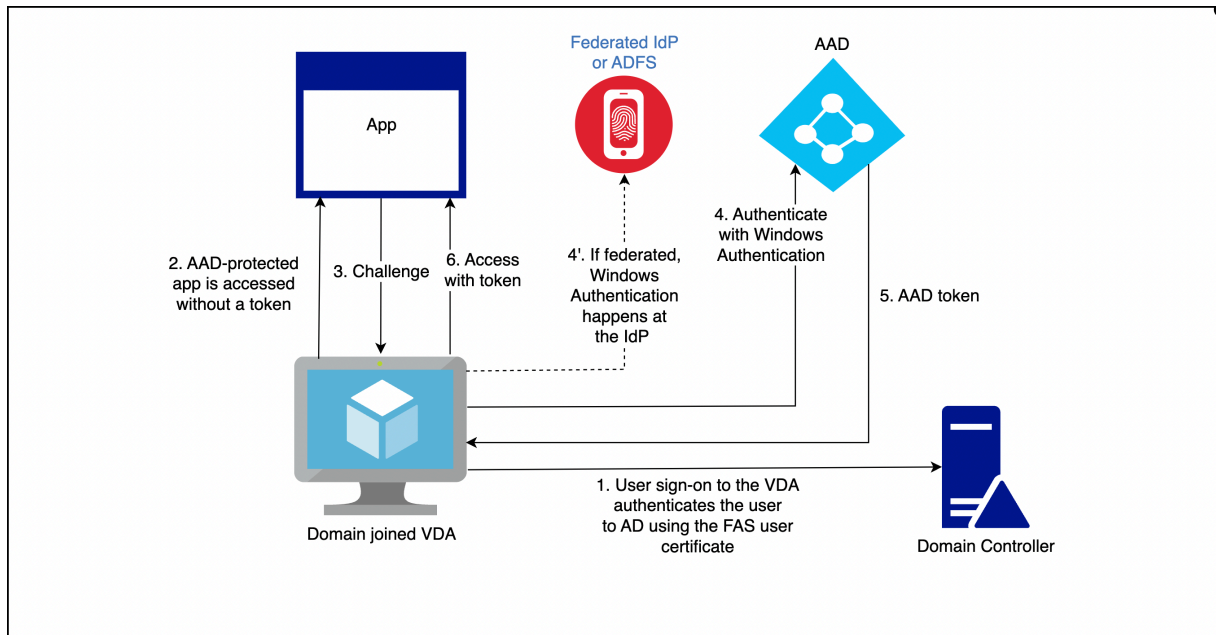 Federated IdP
or ADFS
AAD
App
2. AAD-protected
app is accessed
without a token
3. Challenge
6. Access
with token
4'. If federated,
Windows
Authentication
happens at
the IdP
4. Authenticate
with Windows
Authentication
5. AAD token
1. User sign-on to the VDA
authenticates the user
to AD using the FAS user
certificate
Domain joined VDA
Domain Controller